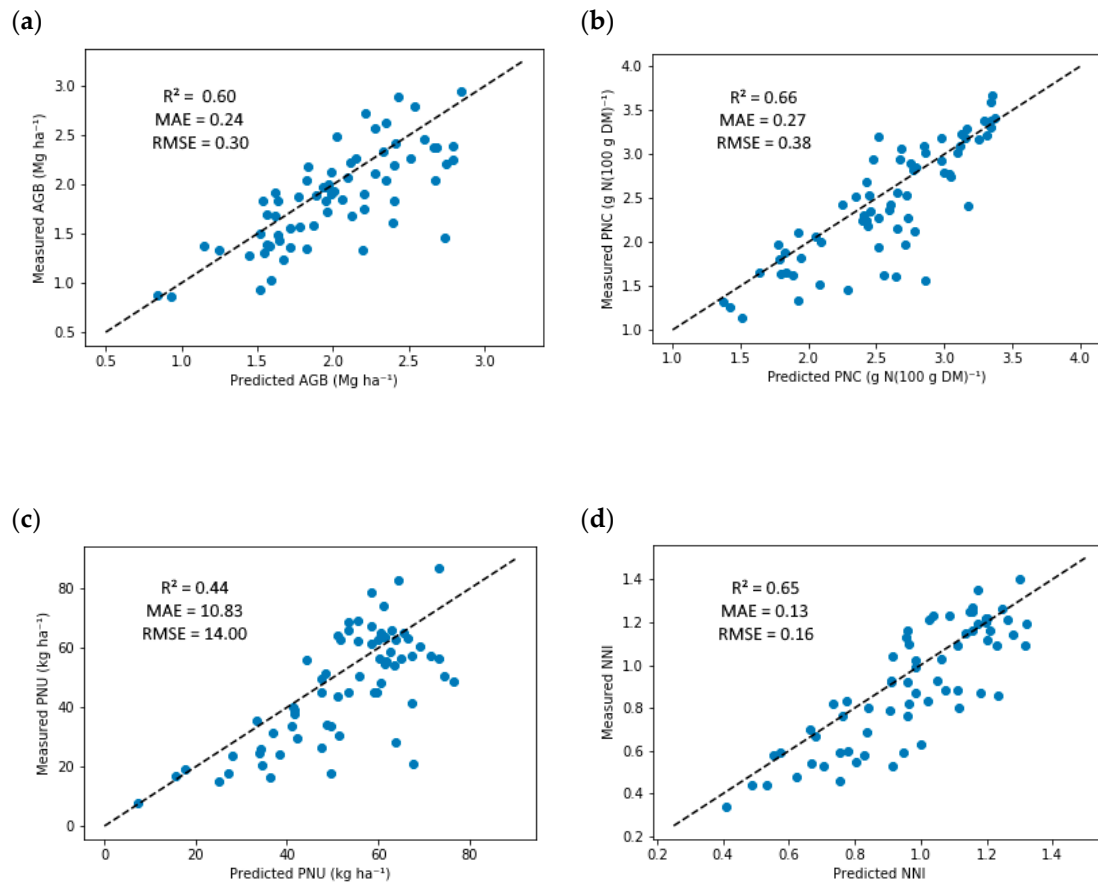 (a)
3.0
2.5
2.0
1.5
1.0
0.5
Measured AGB (Mg ha⁻¹)
R² = 0.60
MAE = 0.24
RMSE = 0.30
0.5 1.0 1.5 2.0 2.5 3.0
Predicted AGB (Mg ha⁻¹)
(b)
4.0
3.5
3.0
2.5
2.0
1.5
1.0
Measured PNC (g N(100 g DM)⁻¹)
R² = 0.66
MAE = 0.27
RMSE = 0.38
1.0 1.5 2.0 2.5 3.0 3.5 4.0
Predicted PNC (g N(100 g DM)⁻¹)
(c)
80
60
40
20
0
Measured PNU (kg ha⁻¹)
R² = 0.44
MAE = 10.83
RMSE = 14.00
0 20 40 60 80
Predicted PNU (kg ha⁻¹)
(d)
1.4
1.2
1.0
0.8
0.6
0.4
0.2
Measured NNI
R² = 0.65
MAE = 0.13
RMSE = 0.16
0.2 0.4 0.6 0.8 1.0 1.2 1.4
Predicted NNI